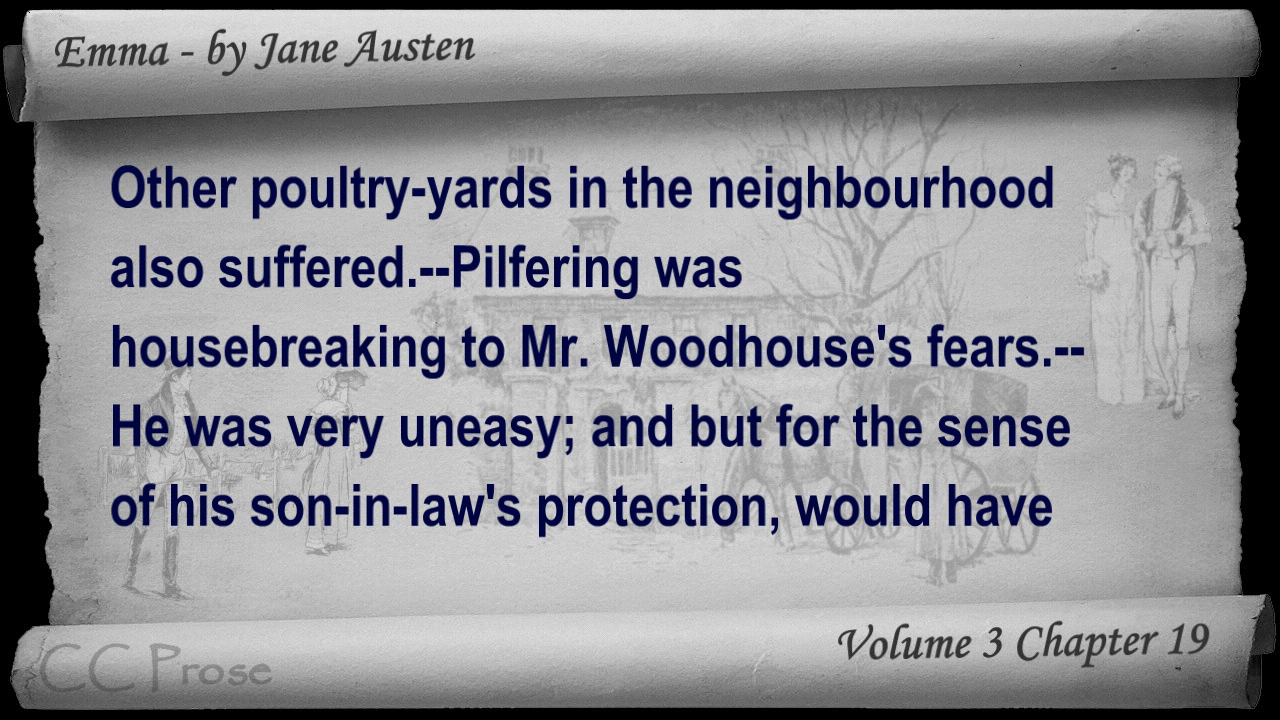 Emma - by Jane Austen
Other poultry-yards in the neighbourhood
also suffered.--Pilfering was
housebreaking to Mr. Woodhouse's fears.--
He was very uneasy; and but for the sense
of his son-in-law's protection, would have
Volume 3 Chapter 19
CC Prose